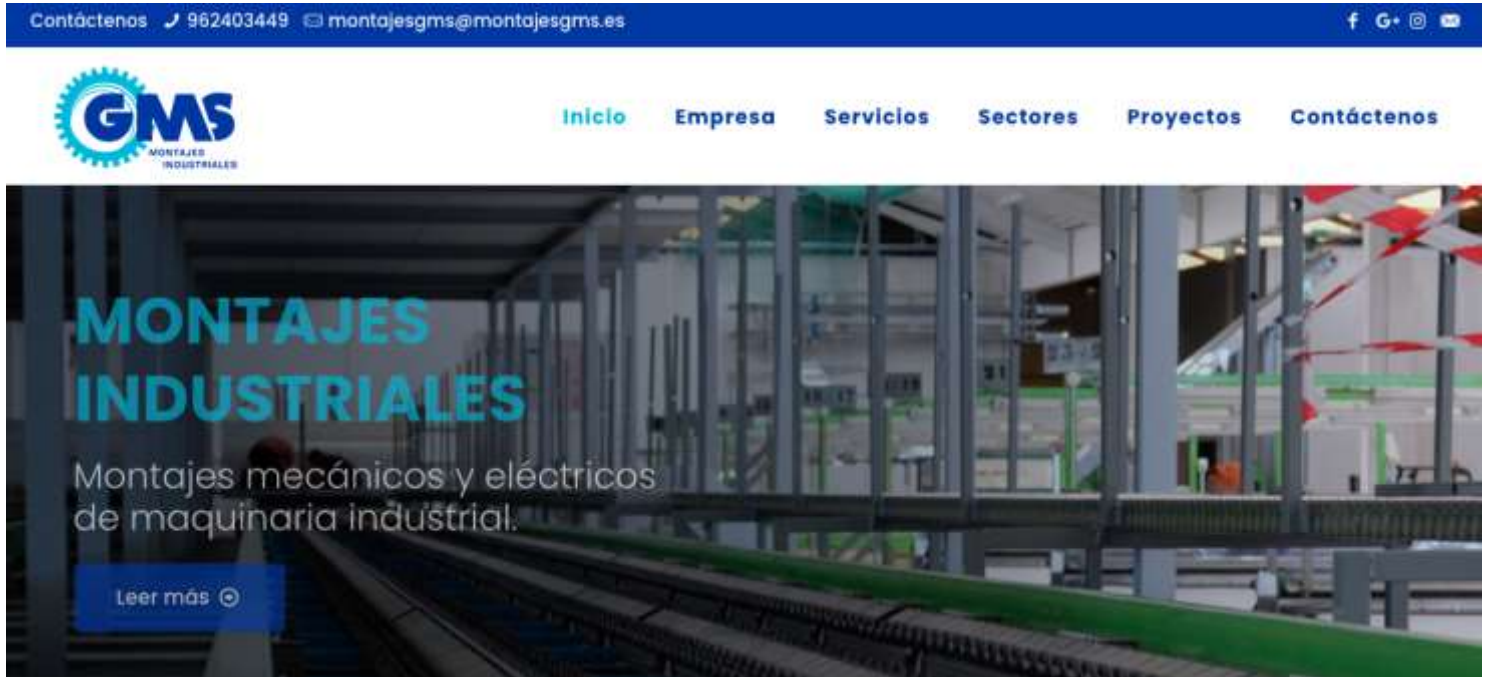 Contáctenos 962403449 montajesgms@montajesgms.es
GMS
MONTAJES
INDUSTRIALES
Inicio Empresa Servicios Sectores Proyectos Contáctenos
MONTAJES
INDUSTRIALES
Montajes mecánicos y eléctricos
de maquinaria industrial.
Leer más